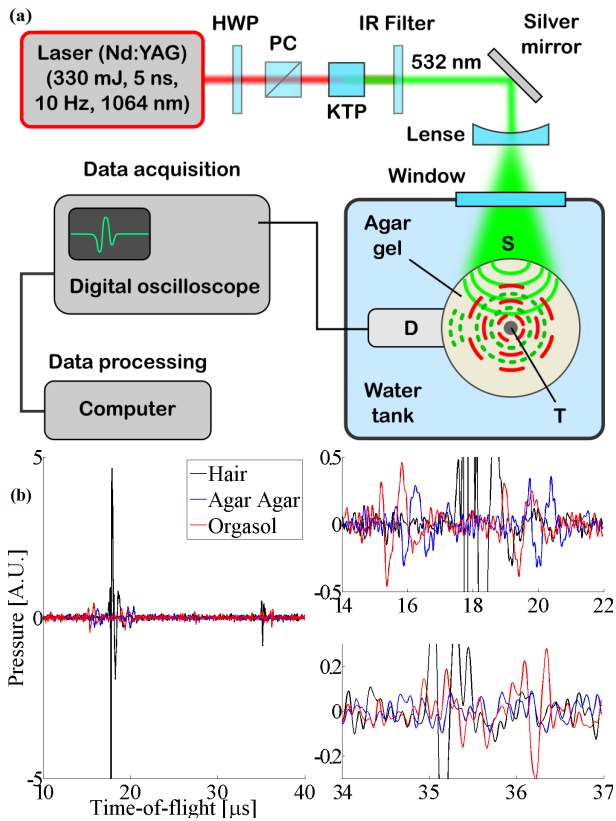 (a)
HWP
PC
IR Filter
Silver
mirror
Laser (Nd:YAG)
(330 mJ, 5 ns,
10 Hz, 1064 nm)
532 nm
KTP
Lense
Data acquisition
Window
Agar
gel
S
Digital oscilloscope
D
Data processing
Computer
Water
tank
T
(b)
5
0
-5
10
20
30
40
Pressure [A.U.]
Time-of-flight [μs]
Hair
Agar Agar
Orgasol
0.5
0
-0.5
14
16
18
20
22
0.2
0
-0.2
34
35
36
37